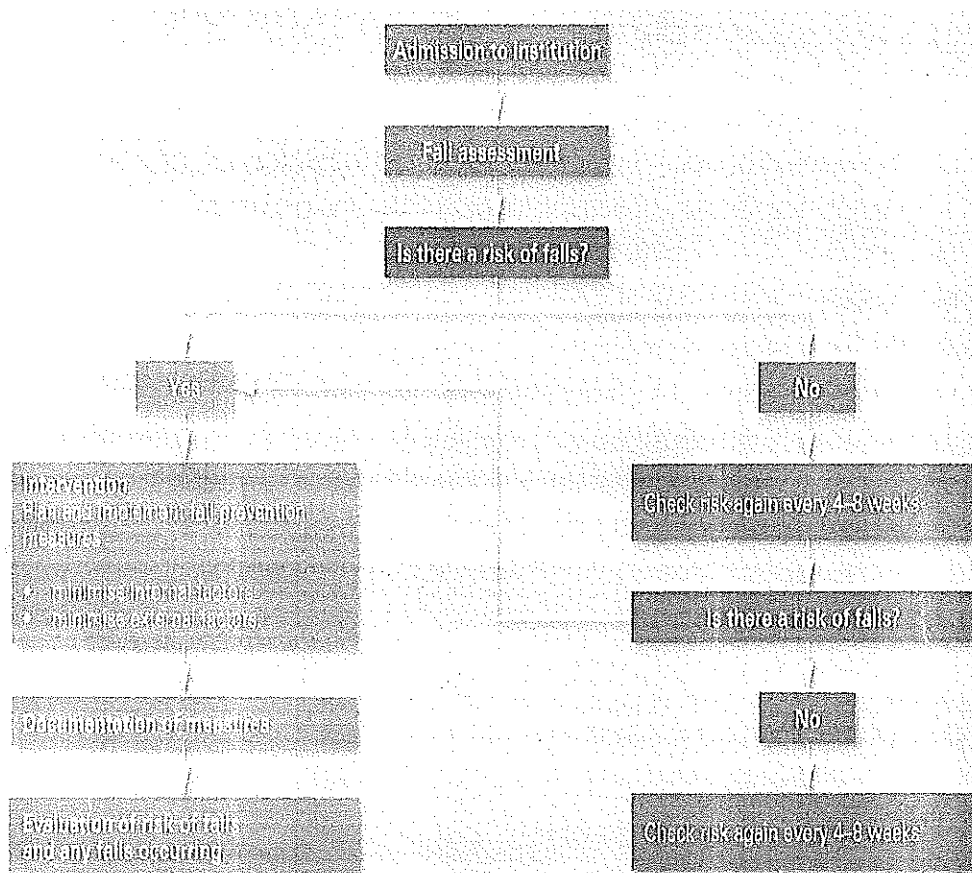 Admission to institution
Fall assessment
Is there a risk of falls?
Yes
No
Intervention
Plan and important fall prevention
measures
• minimise internal factors
• minimise external factors
Check risk again every 4–8 weeks
Is there a risk of falls?
Documentation of measures
No
Evaluation of risk of falls
and any falls occurring
Check risk again every 4–8 weeks